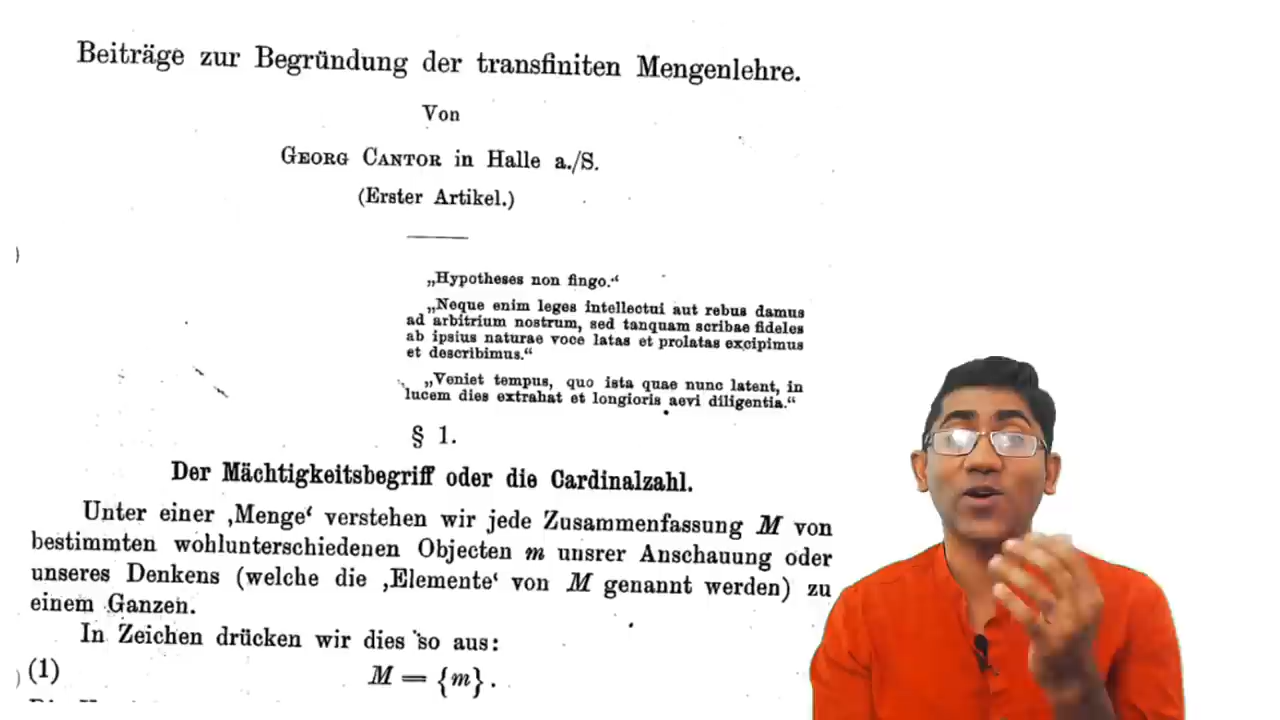 Beiträge zur Begründung der transfiniten Mengenlehre.
Von
GEORG CANTOR in Halle a./S.
(Erster Artikel.)
„Hypotheses non fingo.“
„Neque enim leges intellectui aut rebus damus
ad arbitrium nostrum, sed tanquam scribae fideles
ab ipsius naturae voce latas et prolatas excipimus
et describimus.“
„Veniet tempus, quo ista quae nunc latent, in
lucem dies extrahat et longioris aevi diligentia.“
§ 1.
Der Mächtigkeitsbegriff oder die Cardinalzahl.
Unter einer ‚Menge‘ verstehen wir jede Zusammenfassung M von
bestimmten wohlunterschiedenen Objecten m unsrer Anschauung oder
unseres Denkens (welche die ‚Elemente‘ von M genannt werden) zu
einem Ganzen.
In Zeichen drücken wir dies so aus:
(1) M = {m}.